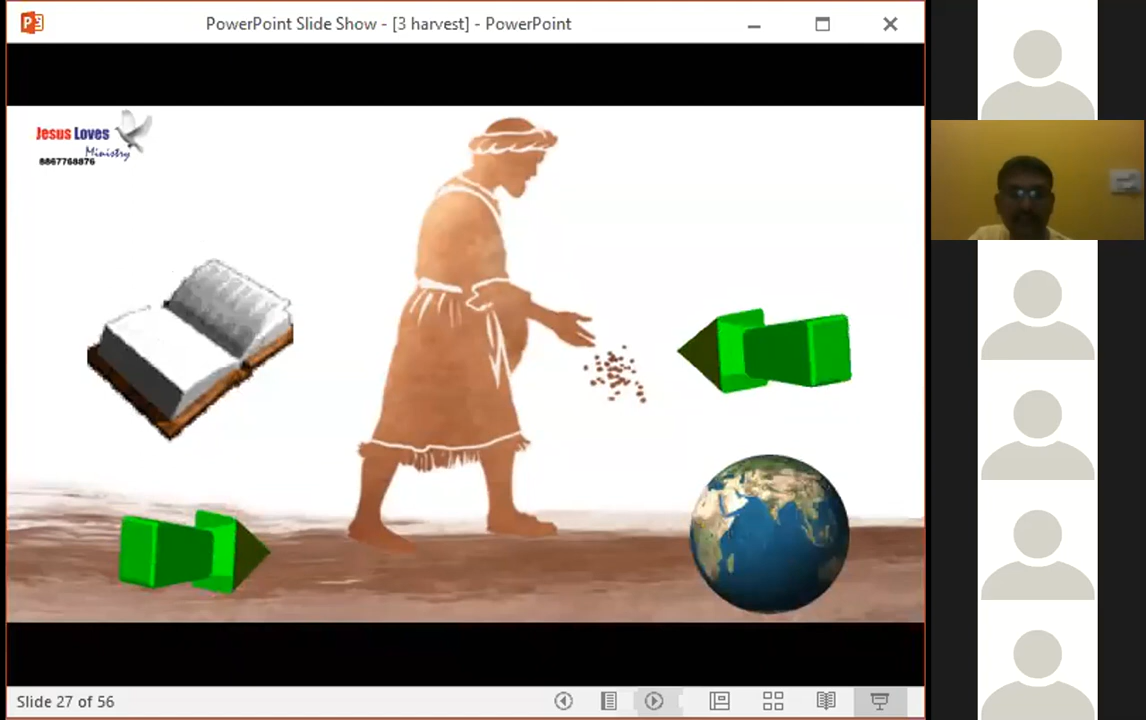 PowerPoint Slide Show - [3 harvest] - PowerPoint
Jesus Loves
Ministry
8867768876
Slide 27 of 56